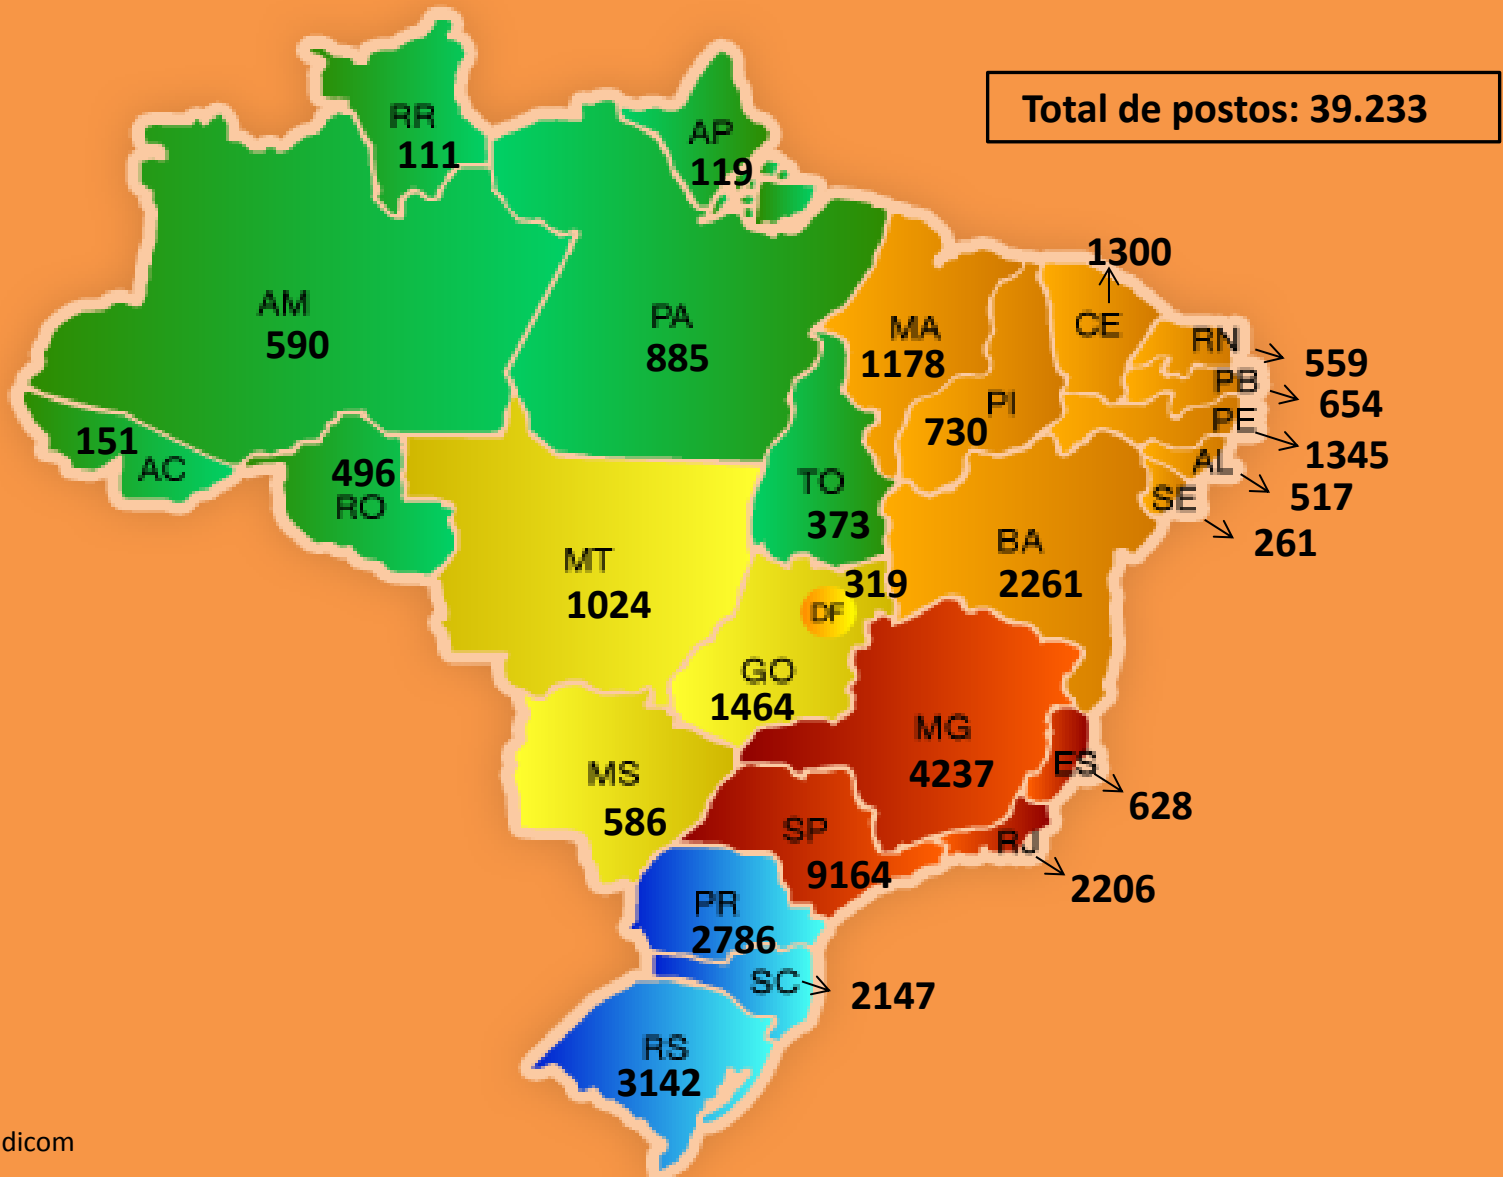 Total de postos: 39.233
RR
111
AP
119
1300
AM
590
PA
885
MA
1178
CE
RN
559
PB
654
PI
730
PE
1345
151
AC
496
RO
TO
373
AL
517
SE
261
BA
2261
MT
1024
319
DF
GO
1464
MG
4237
ES
628
MS
586
SP
9164
RJ
2206
PR
2786
SC
2147
RS
3142
dicom